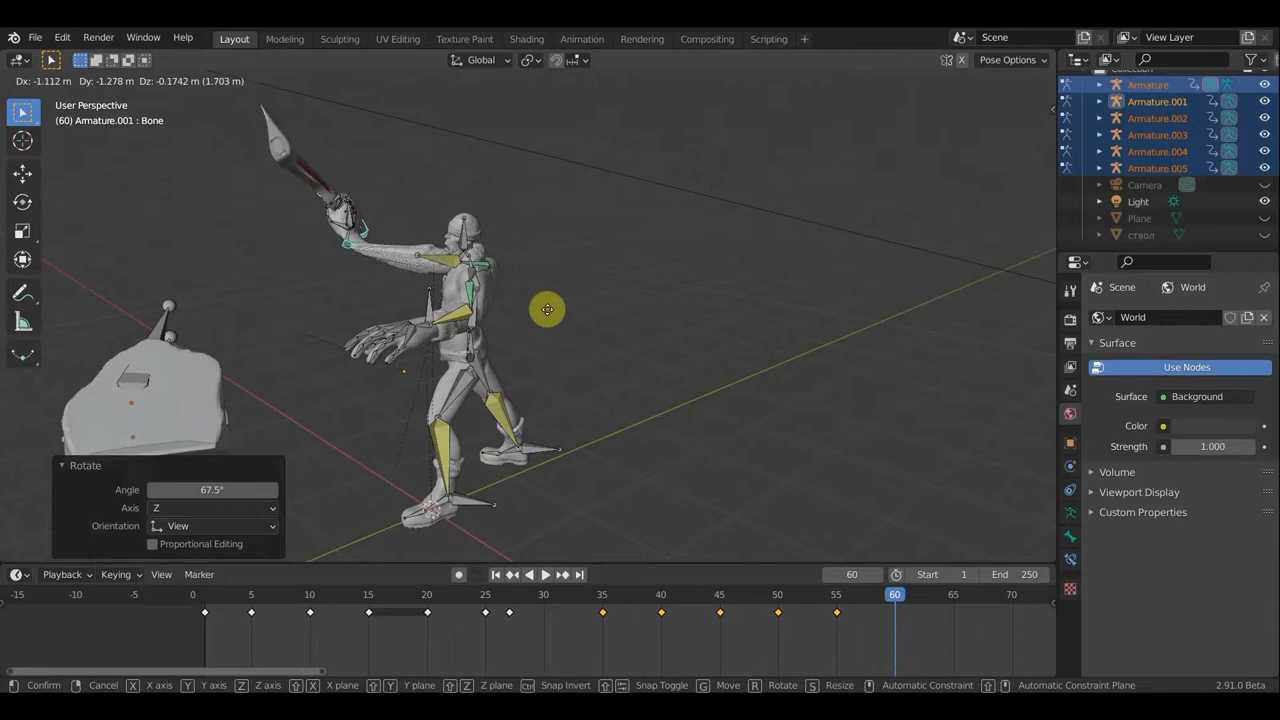 File Edit Render Window Help Layout Modeling Sculpting UV Editing Texture Paint Shading Animation Rendering Compositing Scripting + Scene View Layer
Global X Pose Options
Dx: -1.112 m Dy: -1.278 m Dz: -0.1742 m (1.703 m)
User Perspective
(60) Armature.001 : Bone
Collection
Armature
Armature.001
Armature.002
Armature.003
Armature.004
Armature.005
Camera
Light
Plane
ствол
Scene World
World
Surface
Use Nodes
Surface Background
Color
Strength 1.000
Volume
Viewport Display
Custom Properties
Rotate
Angle 67.5°
Axis Z
Orientation View
Proportional Editing
Playback Keying View Marker 60 Start 1 End 250
-15 -10 -5 0 5 10 15 20 25 30 35 40 45 50 55 60 65 70
Confirm Cancel X X axis Y Y axis Z Z axis X X plane Y Y plane Z Z plane Ctrl Snap Invert Snap Toggle G Move R Rotate S Resize Automatic Constraint Automatic Constraint Plane 2.91.0 Beta